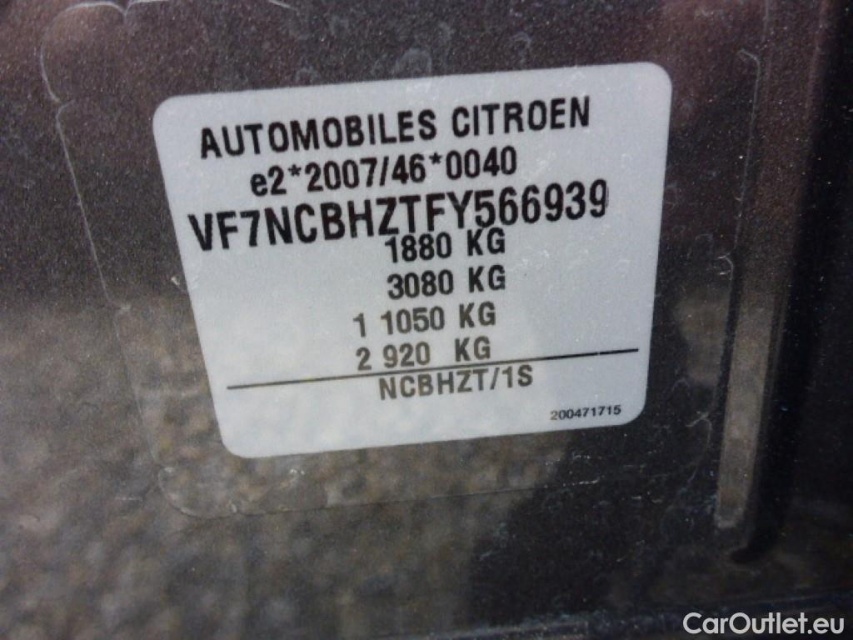 AUTOMOBILES CITROEN
e2*2007/46*0040
VF7NCBHZTFY566939
1880 KG
3080 KG
1 1050 KG
2 920 KG
NCBHZT/1S
200471715
CarOutlet.eu